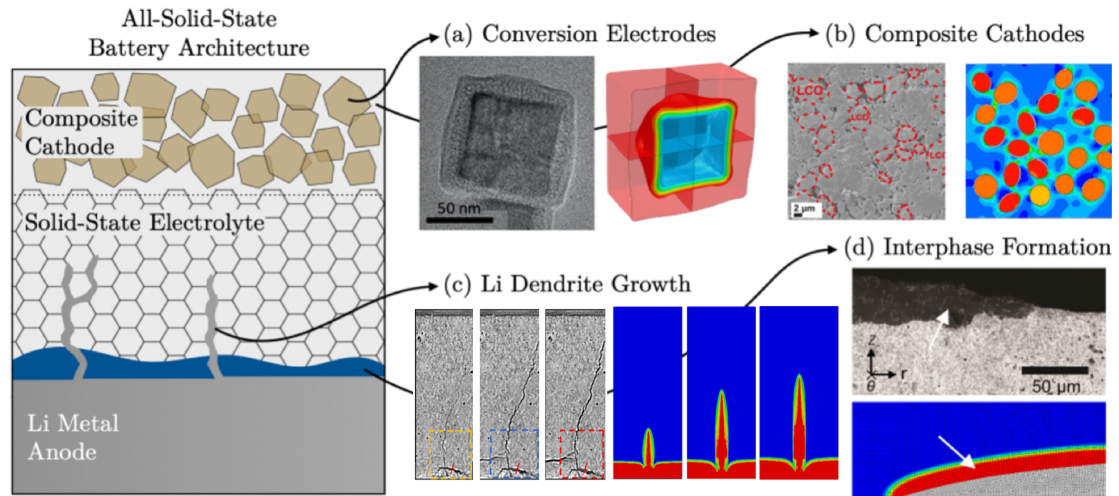 All-Solid-State
Battery Architecture
Composite
Cathode
Solid-State Electrolyte
Li Metal
Anode
(a) Conversion Electrodes
50 nm
(b) Composite Cathodes
LCO
LCO
LCO
2 μm
(c) Li Dendrite Growth
(d) Interphase Formation
z
r
θ
50 μm